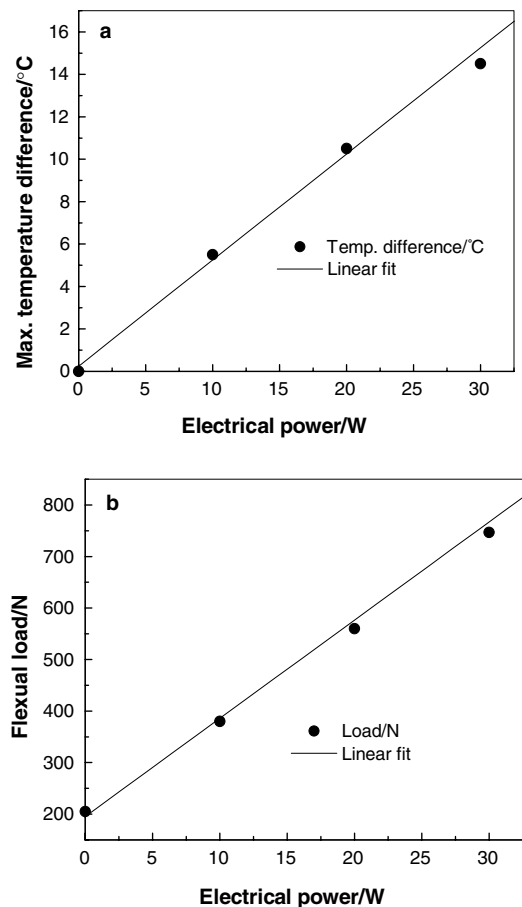 a
16
14
12
10
8
6
4
2
0
Max. temperature difference/°C
Temp. difference/°C
Linear fit
0 5 10 15 20 25 30
Electrical power/W
b
800
700
600
500
400
300
200
Flexual load/N
Load/N
Linear fit
0 5 10 15 20 25 30
Electrical power/W